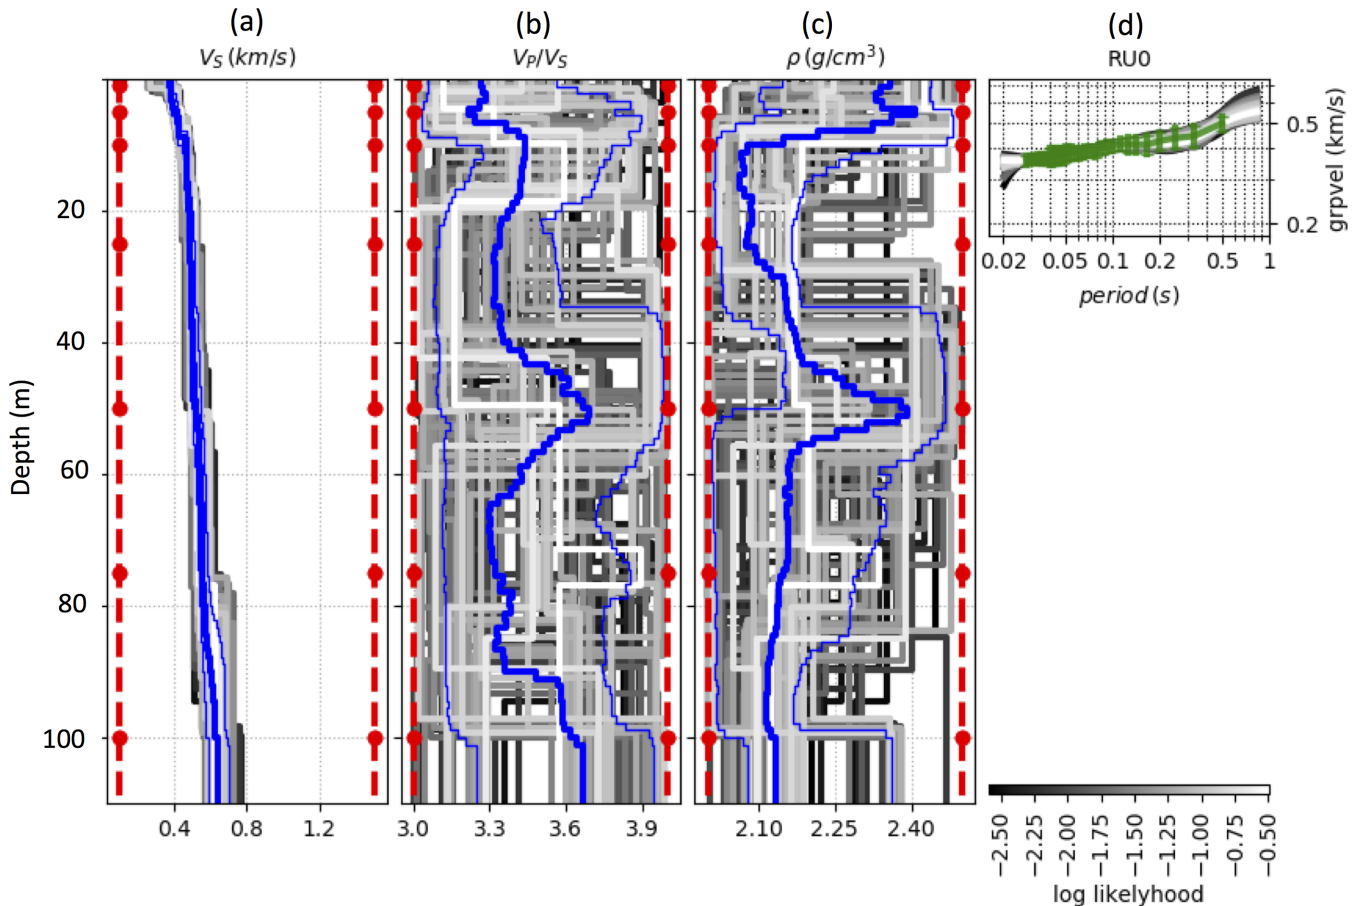 (a)
(b)
(c)
(d)
V_S (km/s)
V_P/V_S
ρ (g/cm³)
RU0
20
40
60
80
100
Depth (m)
0.4
0.8
1.2
3.0
3.3
3.6
3.9
2.10
2.25
2.40
0.5
0.2
grpvel (km/s)
0.02
0.05
0.1
0.2
0.5
1
period (s)
−2.50
−2.25
−2.00
−1.75
−1.50
−1.25
−1.00
−0.75
−0.50
log likelyhood